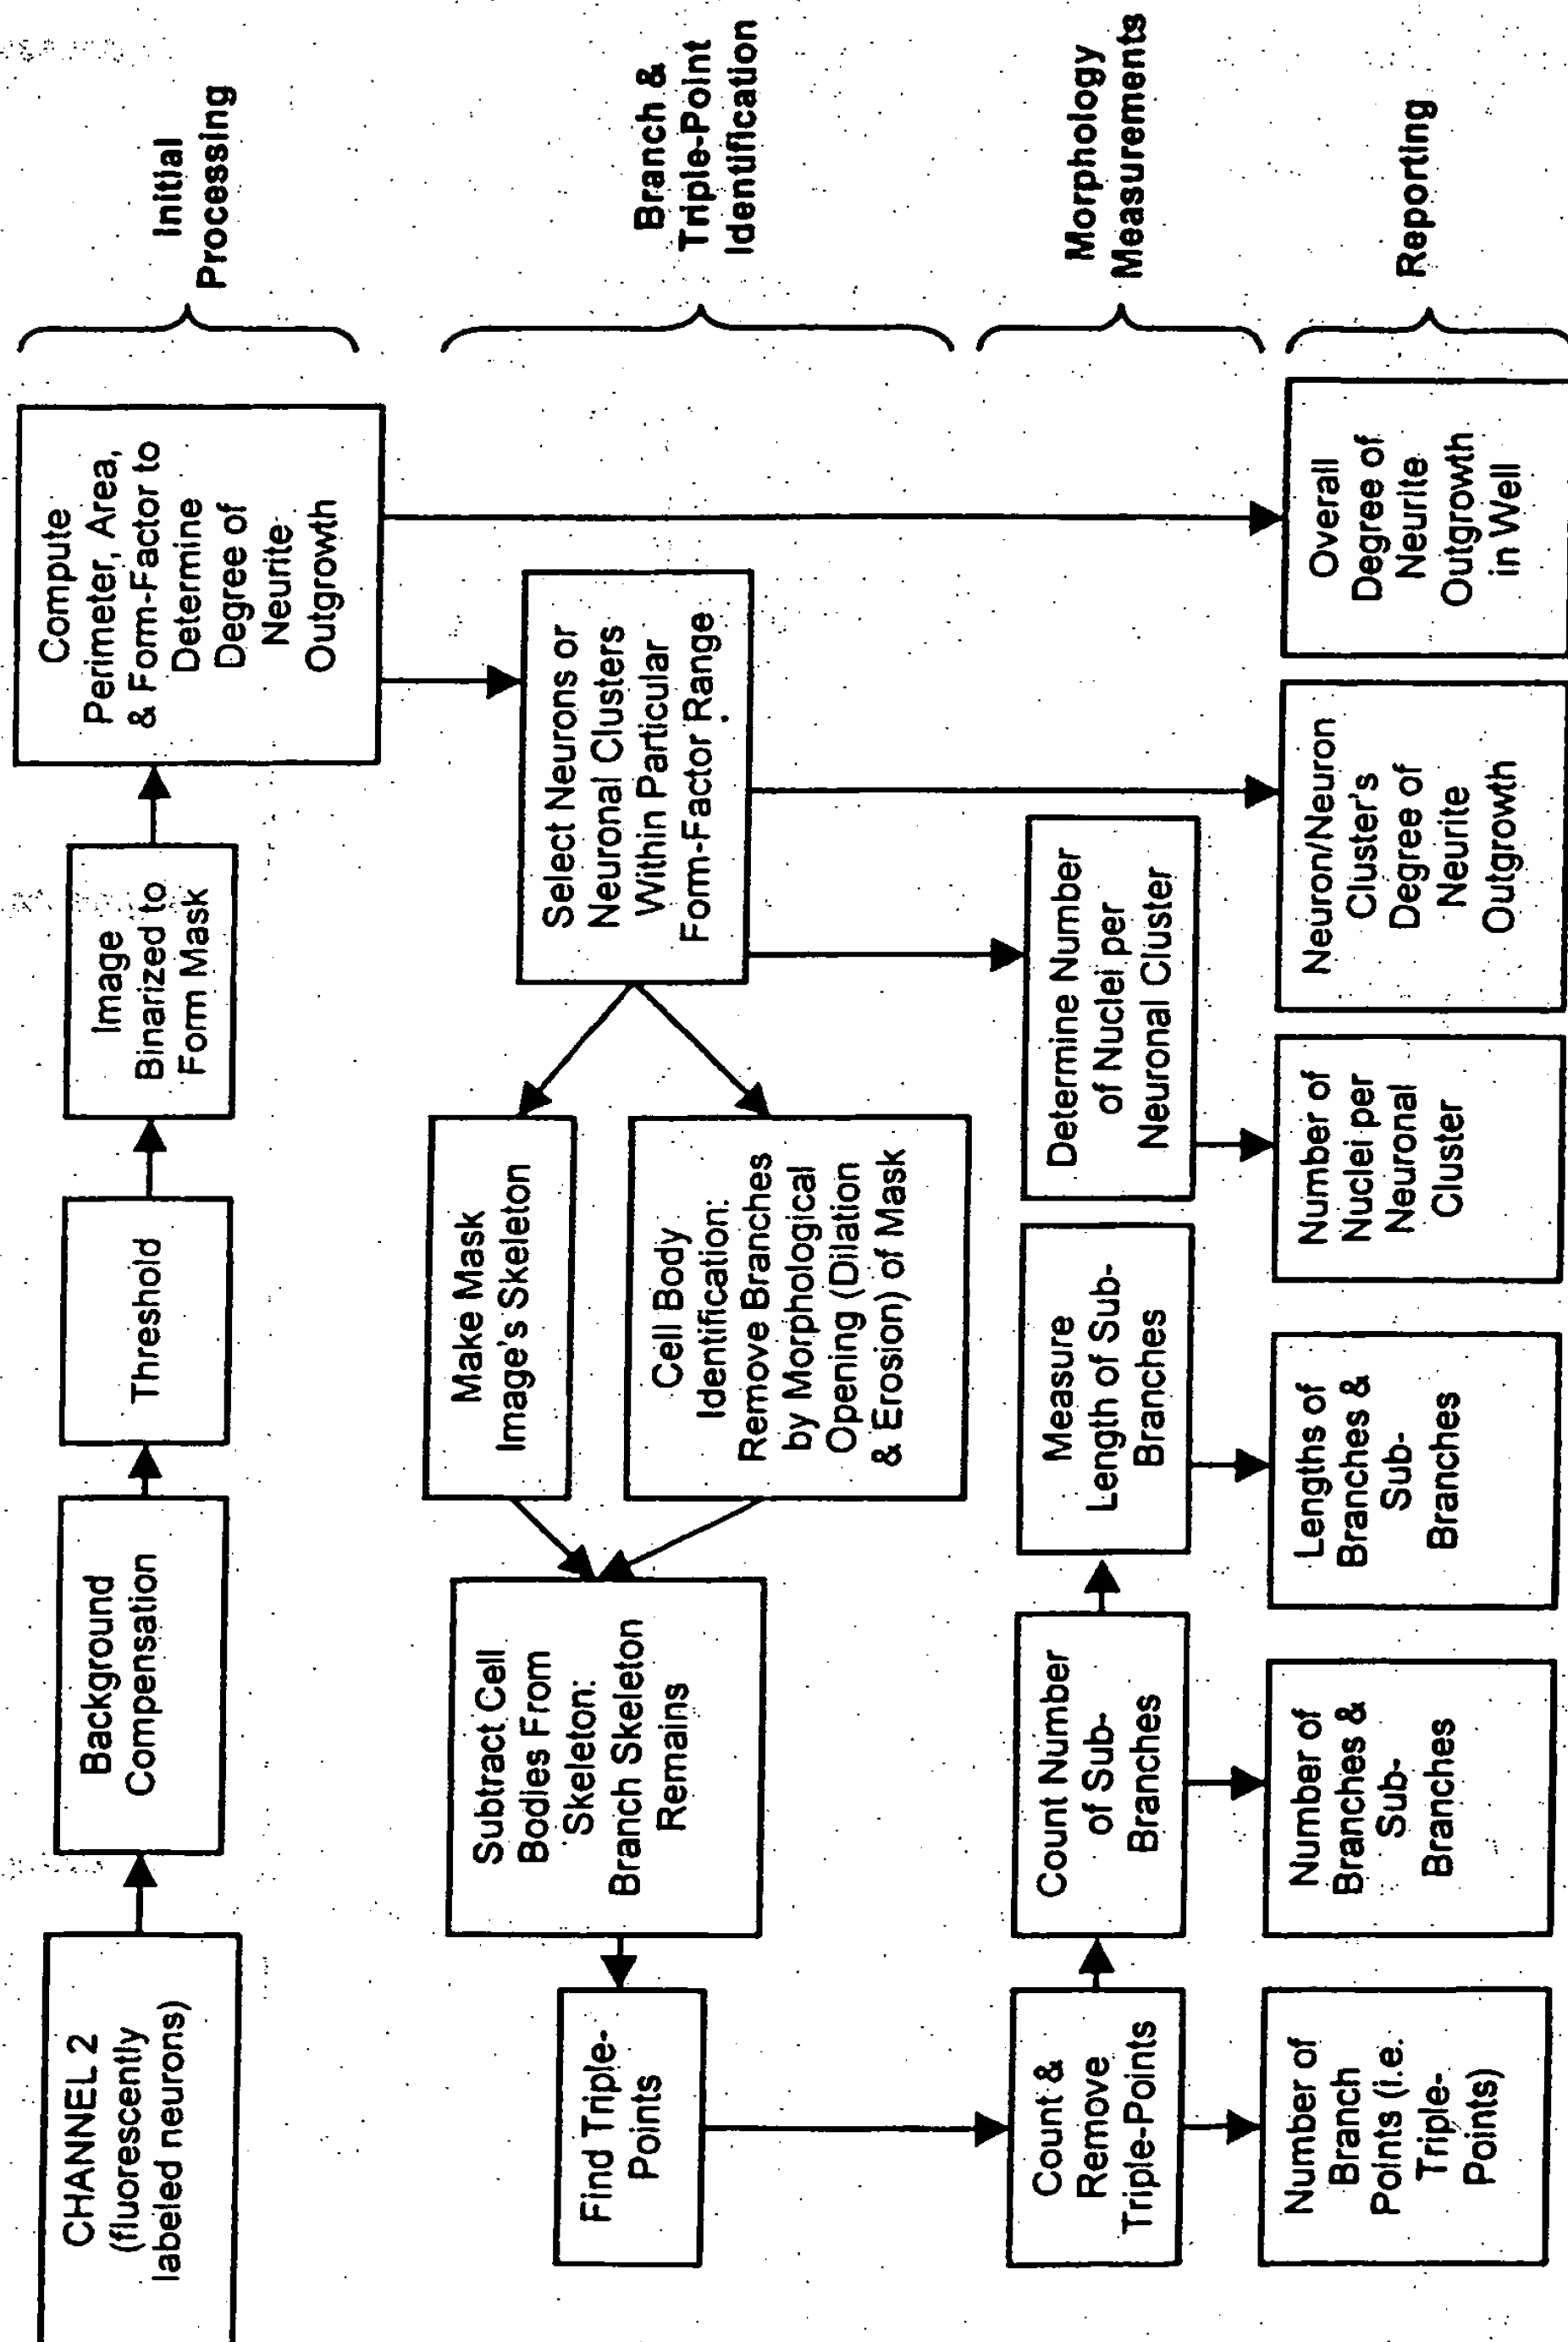 CHANNEL 2
(fluorescently
labeled neurons)
Background
Compensation
Threshold
Image
Binarized to
Form Mask
Compute
Perimeter, Area,
& Form-Factor to
Determine
Degree of
Neurite
Outgrowth
Initial
Processing
Find Triple-
Points
Subtract Cell
Bodies From
Skeleton:
Branch Skeleton
Remains
Make Mask
Image's Skeleton
Cell Body
Identification:
Remove Branches
by Morphological
Opening (Dilation
& Erosion) of Mask
Select Neurons or
Neuronal Clusters
Within Particular
Form-Factor Range
Branch &
Triple-Point
Identification
Count &
Remove
Triple-Points
Count Number
of Sub-
Branches
Measure
Length of Sub-
Branches
Determine Number
of Nuclei per
Neuronal Cluster
Morphology
Measurements
Number of
Branch
Points (i.e.
Triple-
Points)
Number of
Branches &
Sub-
Branches
Lengths of
Branches &
Sub-
Branches
Number of
Nuclei per
Neuronal
Cluster
Neuron/Neuron
Cluster's
Degree of
Neurite
Outgrowth
Overall
Degree of
Neurite
Outgrowth
in Well
Reporting